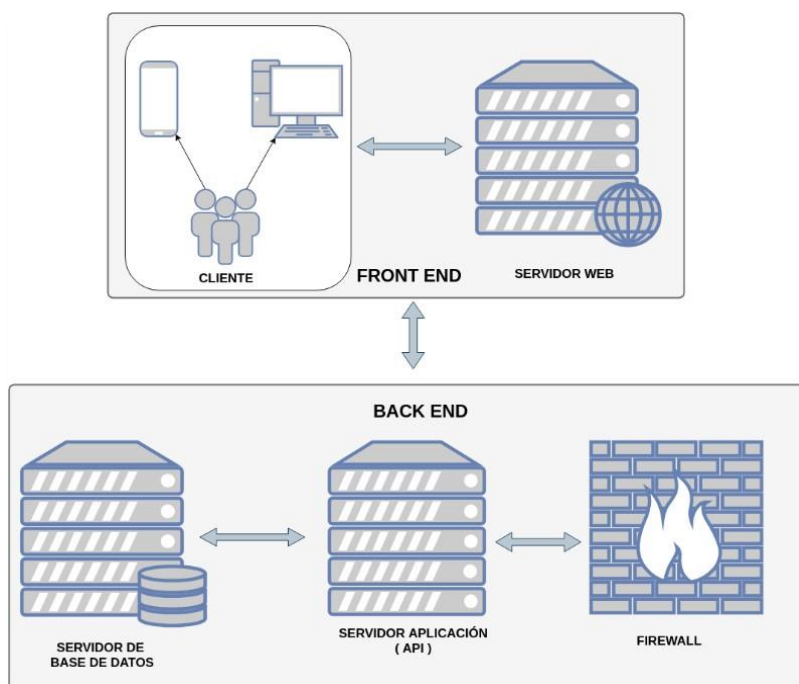 CLIENTE
FRONT END
SERVIDOR WEB
BACK END
SERVIDOR DE
BASE DE DATOS
SERVIDOR APLICACIÓN
( API )
FIREWALL